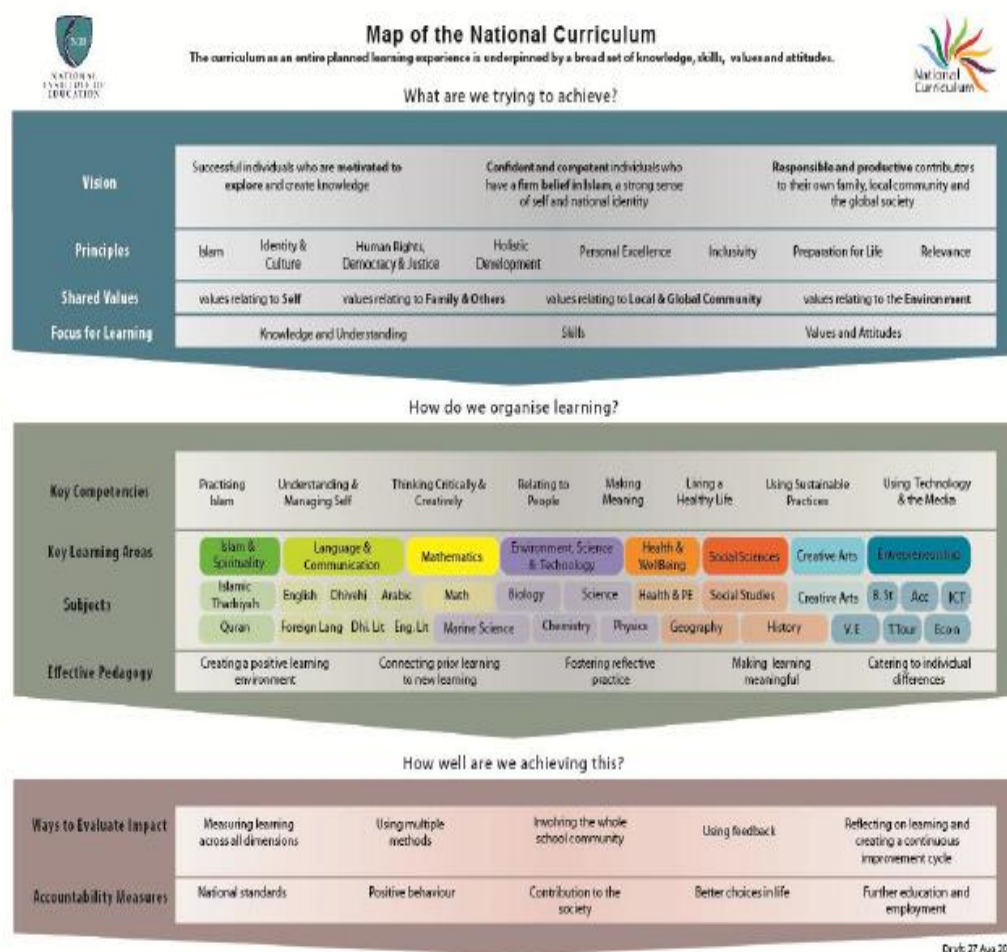 NIE
NATIONAL
INSTITUTE OF
EDUCATION
Map of the National Curriculum
The curriculum as an entire planned learning experience is underpinned by a broad set of knowledge, skills, values and attitudes.
National
Curriculum
What are we trying to achieve?
Vision
Successful individuals who are motivated to
explore and create knowledge
Confident and competent individuals who
have a firm belief in Islam, a strong sense
of self and national identity
Responsible and productive contributors
to their own family, local community and
the global society
Principles
Islam
Identity &
Culture
Human Rights,
Democracy & Justice
Holistic
Development
Personal Excellence
Inclusivity
Preparation for Life
Relevance
Shared Values
values relating to Self
values relating to Family & Others
values relating to Local & Global Community
values relating to the Environment
Focus for Learning
Knowledge and Understanding
Skills
Values and Attitudes
How do we organise learning?
Key Competencies
Practising
Islam
Understanding &
Managing Self
Thinking Critically &
Creatively
Relating to
People
Making
Meaning
Living a
Healthy Life
Using Sustainable
Practices
Using Technology
& the Media
Key Learning Areas
Islam &
Spirituality
Language &
Communication
Mathematics
Environment, Science
& Technology
Health &
WellBeing
Social Sciences
Creative Arts
Entrepreneurship
Subjects
Islamic
Tharbiyah
English
Dhivehi
Arabic
Math
Biology
Science
Health & PE
Social Studies
Creative Arts
B. St
Acc
ICT
Quran
Foreign Lang
Dhi. Lit
Eng. Lit
Marine Science
Chemistry
Physics
Geography
History
V.E
T.Tour
Econ
Effective Pedagogy
Creating a positive learning
environment
Connecting prior learning
to new learning
Fostering reflective
practice
Making learning
meaningful
Catering to individual
differences
How well are we achieving this?
Ways to Evaluate Impact
Measuring learning
across all dimensions
Using multiple
methods
Involving the whole
school community
Using feedback
Reflecting on learning and
creating a continuous
improvement cycle
Accountability Measures
National standards
Positive behaviour
Contribution to the
society
Better choices in life
Further education and
employment
Draft: 27 Aug 20